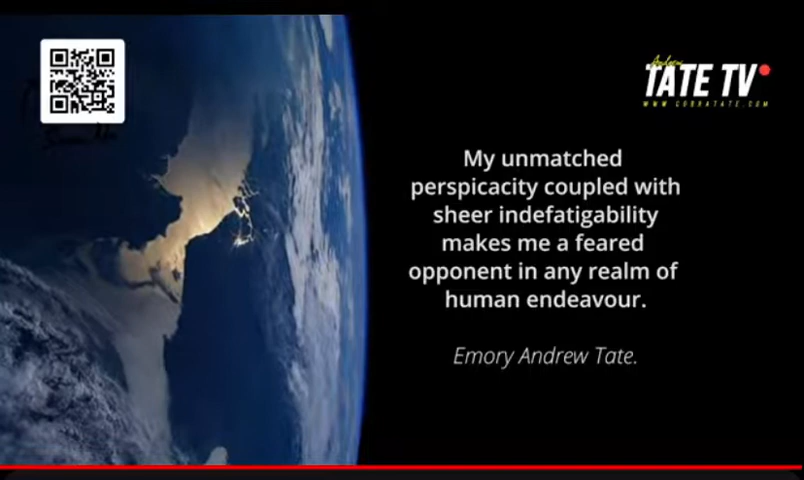 Andrew
TATE TV
WWW.COBRATATE.COM
My unmatched
perspicacity coupled with
sheer indefatigability
makes me a feared
opponent in any realm of
human endeavour.
Emory Andrew Tate.